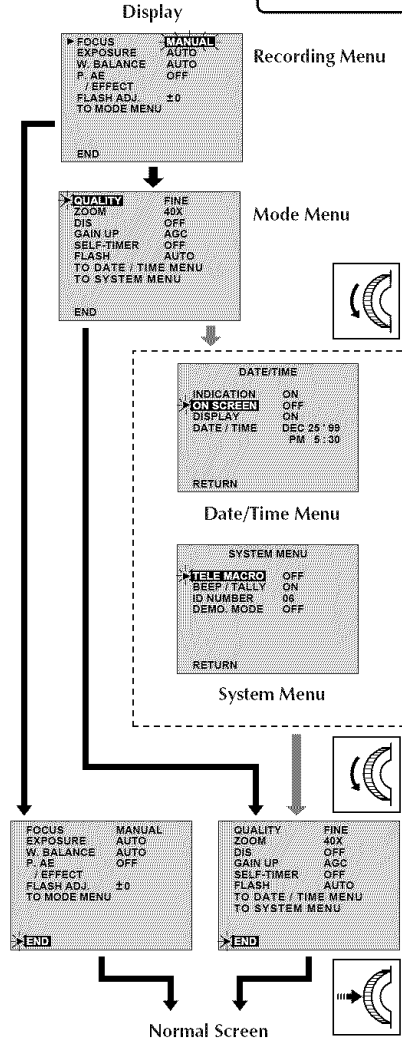 Display
FOCUS MANUAL
EXPOSURE AUTO
W. BALANCE AUTO
P. AE OFF
/ EFFECT
FLASH ADJ. ±0
TO MODE MENU
END
Recording Menu
QUALITY FINE
ZOOM 40X
DIS OFF
GAIN UP AGC
SELF-TIMER OFF
FLASH AUTO
TO DATE / TIME MENU
TO SYSTEM MENU
END
Mode Menu
DATE/TIME
INDICATION ON
ON SCREEN OFF
DISPLAY ON
DATE / TIME DEC 25 ' 99
PM 5 : 30
RETURN
Date/Time Menu
SYSTEM MENU
TELE MACRO OFF
BEEP / TALLY ON
ID NUMBER 06
DEMO. MODE OFF
RETURN
System Menu
FOCUS MANUAL
EXPOSURE AUTO
W. BALANCE AUTO
P. AE OFF
/ EFFECT
FLASH ADJ. ±0
TO MODE MENU
END
QUALITY FINE
ZOOM 40X
DIS OFF
GAIN UP AGC
SELF-TIMER OFF
FLASH AUTO
TO DATE / TIME MENU
TO SYSTEM MENU
END
Normal Screen